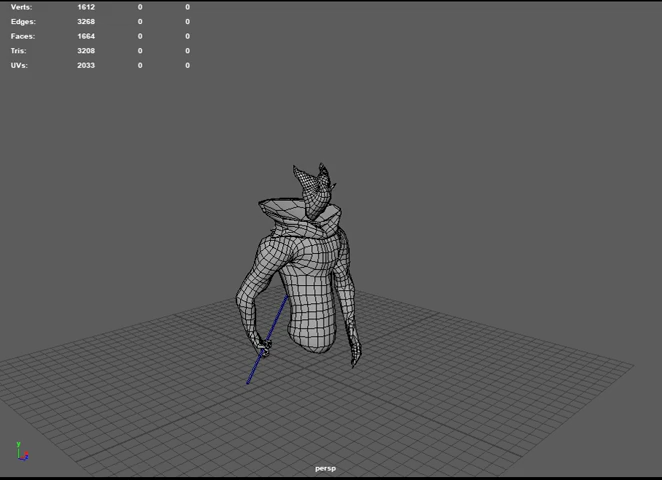 Verts: 1612 0 0
Edges: 3268 0 0
Faces: 1664 0 0
Tris: 3208 0 0
UVs: 2033 0 0
y
persp